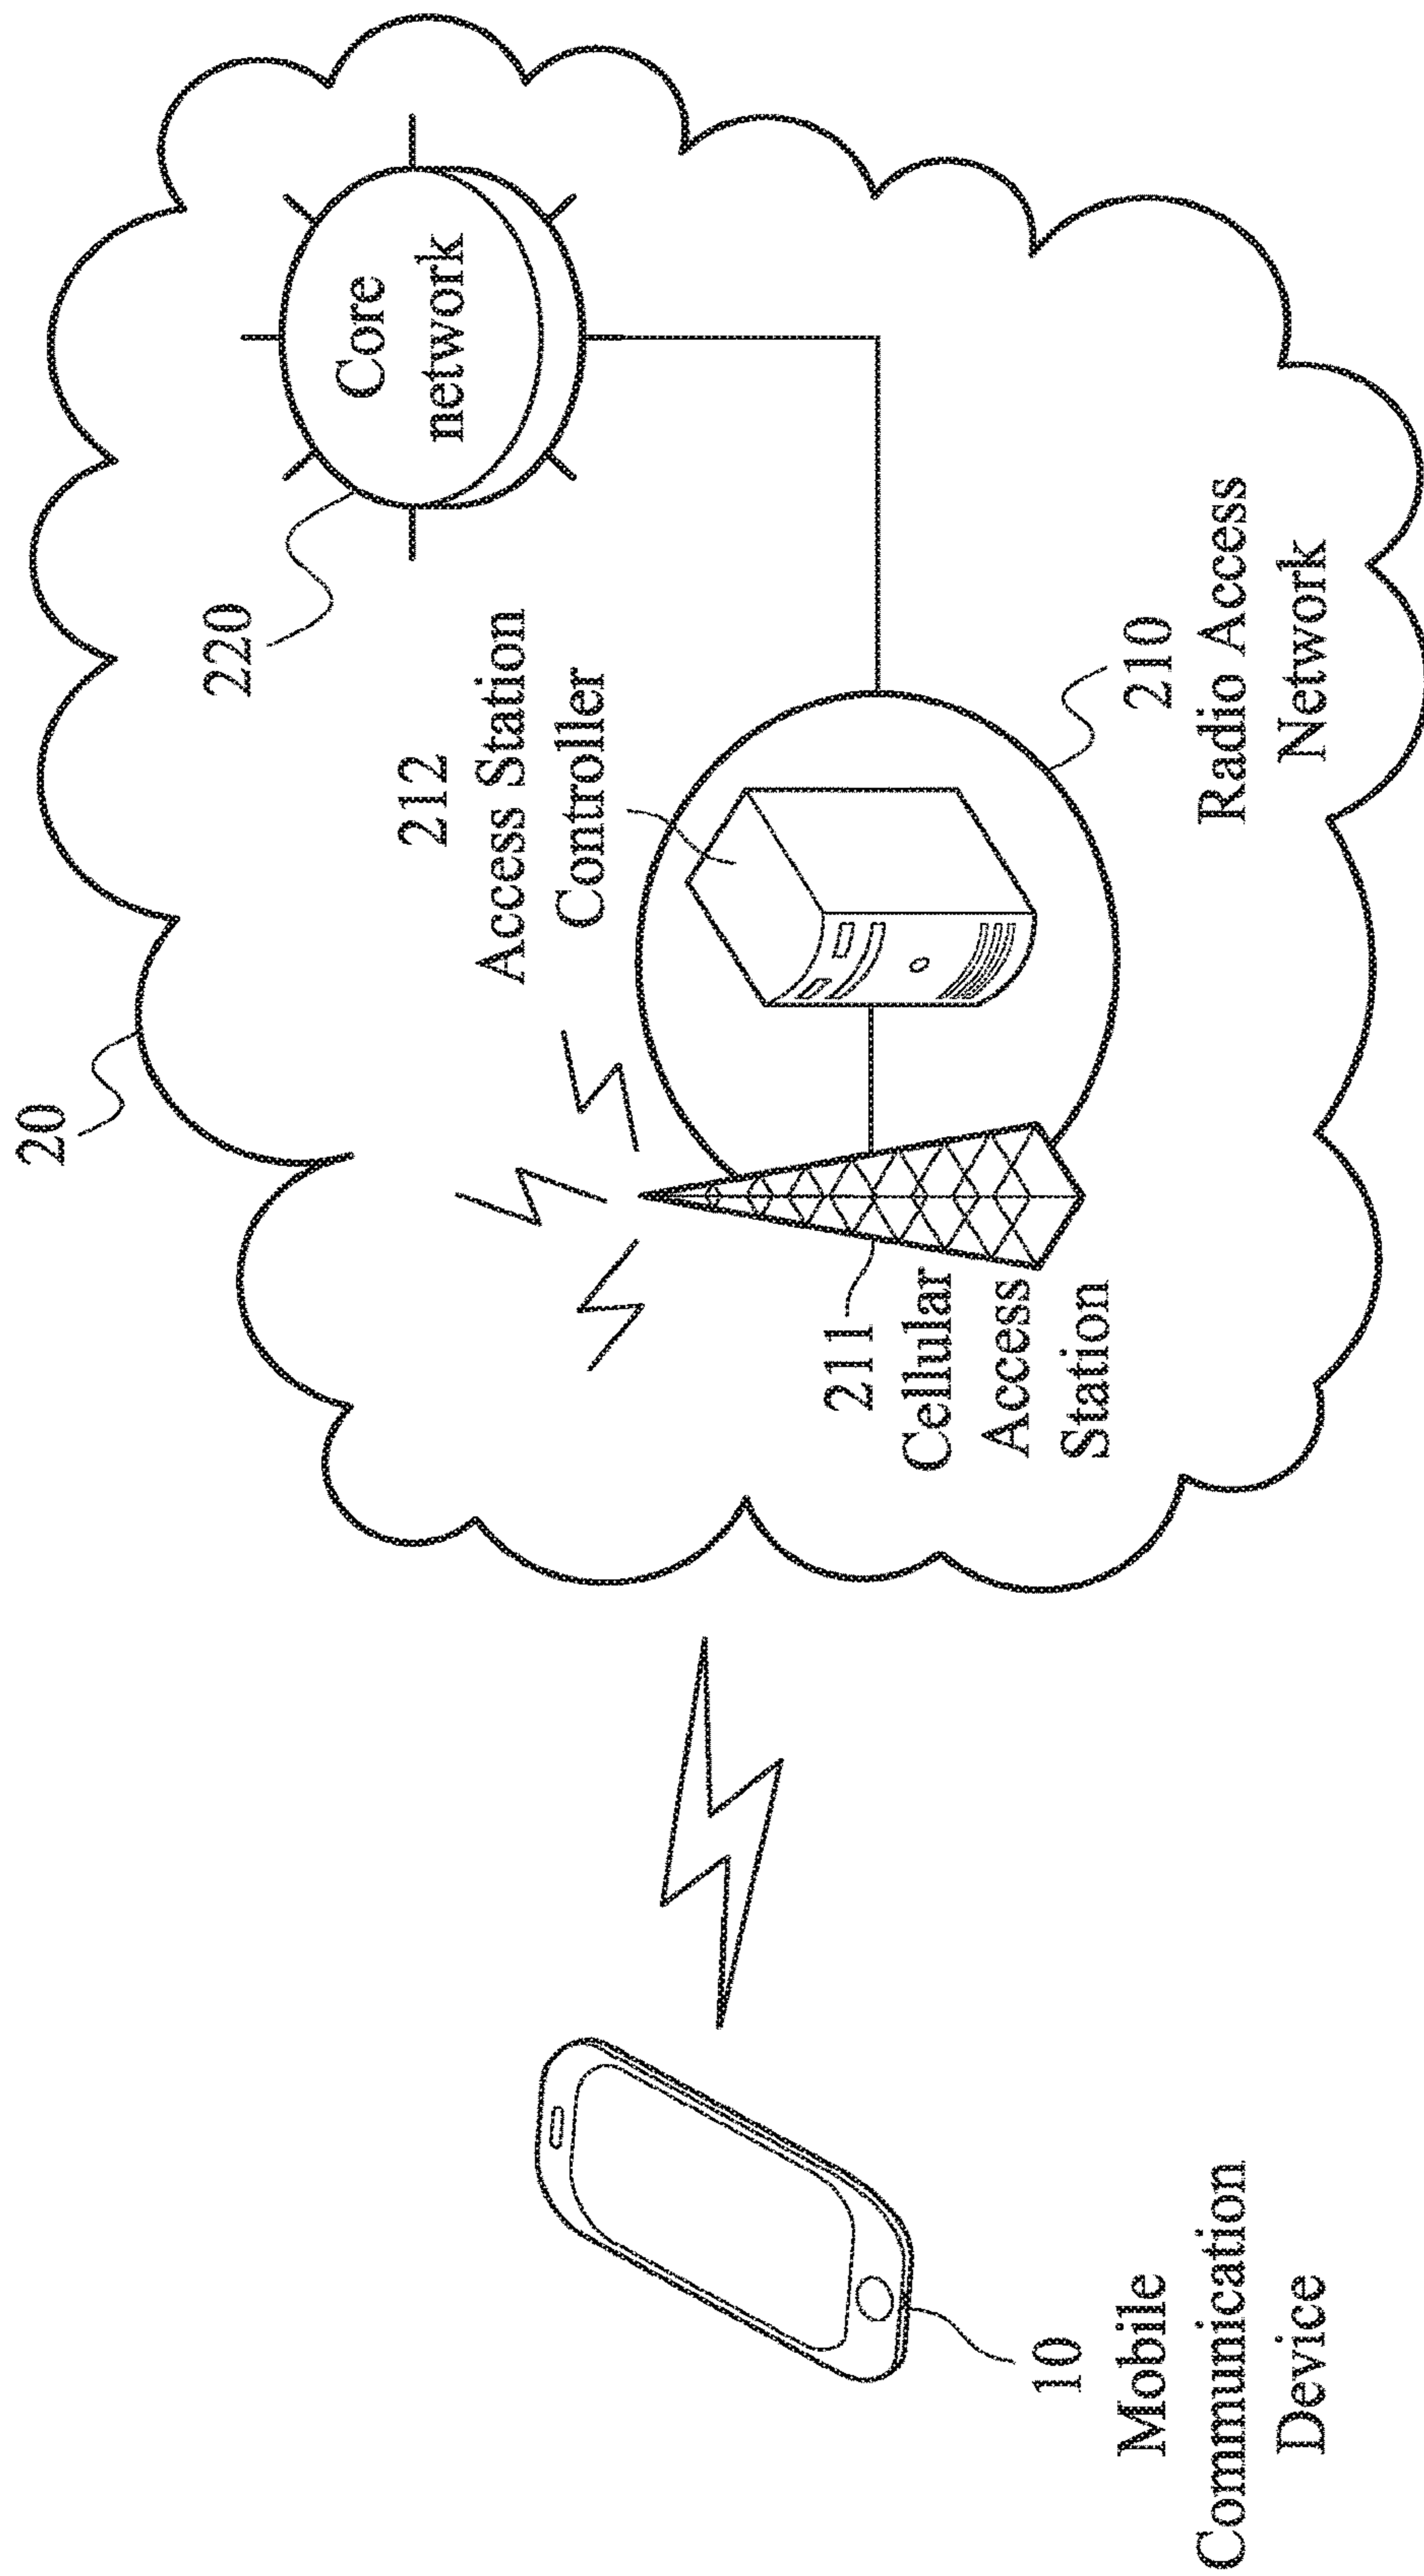 20
220
Core
network
212
Access Station
Controller
211
Cellular
Access
Station
210
Radio Access
Network
10
Mobile
Communication
Device